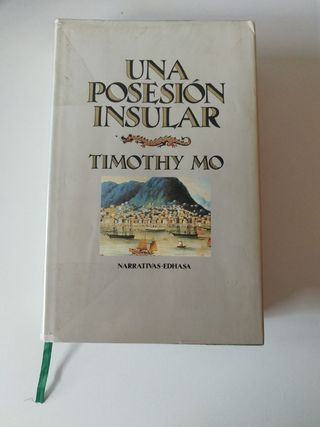 UNA
POSESIÓN
INSULAR
TIMOTHY MO
NARRATIVAS-EDHASA